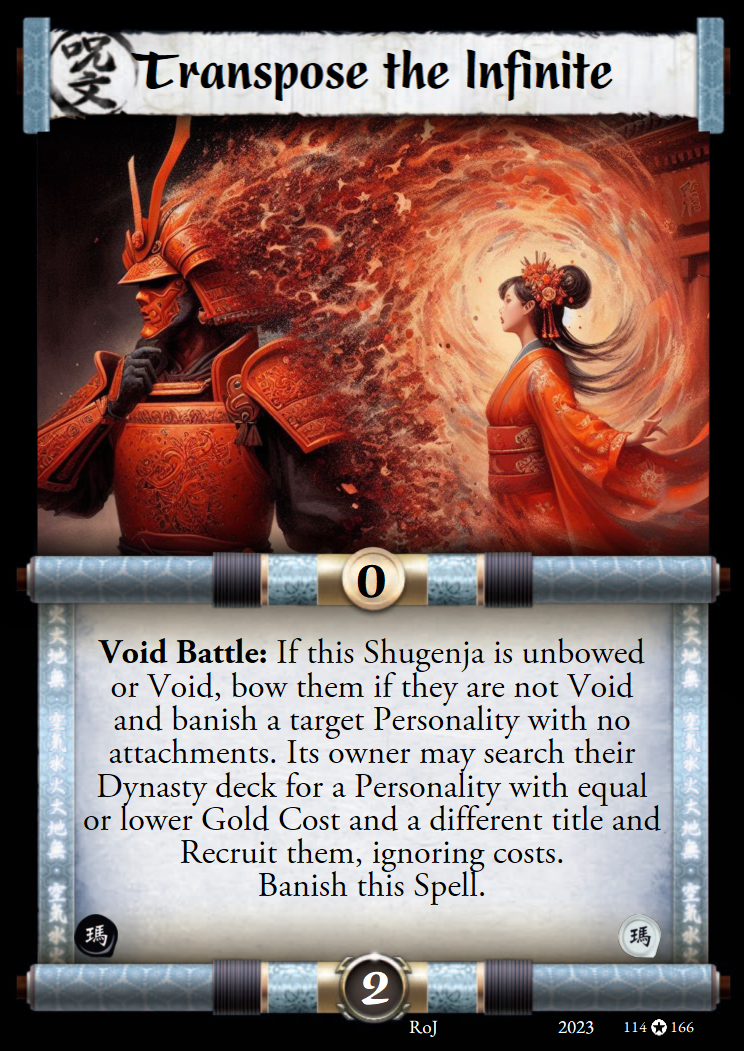 呪文
Transpose the Infinite
0
Void Battle: If this Shugenja is unbowed
or Void, bow them if they are not Void
and banish a target Personality with no
attachments. Its owner may search their
Dynasty deck for a Personality with equal
or lower Gold Cost and a different title and
Recruit them, ignoring costs.
Banish this Spell.
瑪
瑪
2
RoJ
2023
114 166